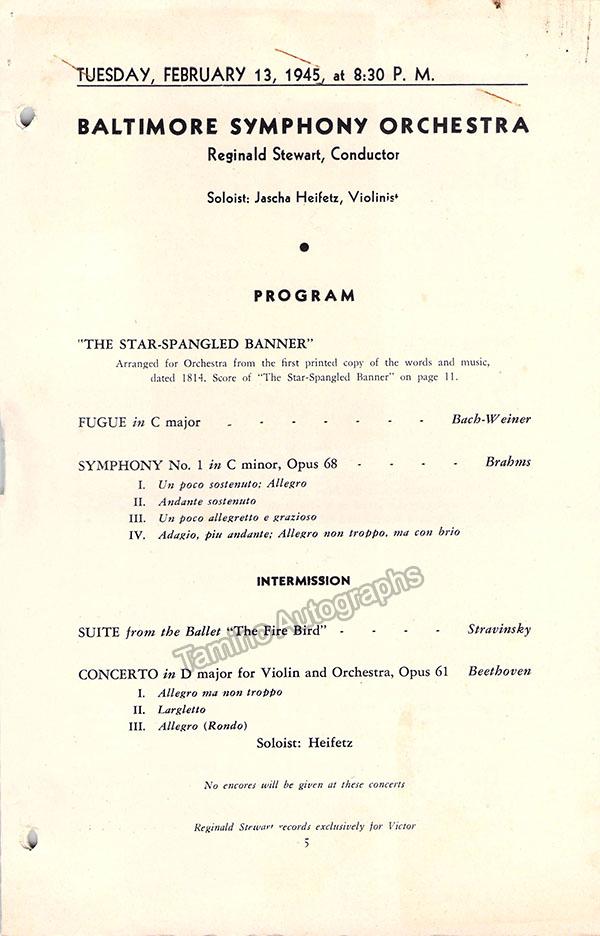 TUESDAY, FEBRUARY 13, 1945, at 8:30 P. M.
BALTIMORE SYMPHONY ORCHESTRA
Reginald Stewart, Conductor
Soloist: Jascha Heifetz, Violinist
PROGRAM
"THE STAR-SPANGLED BANNER"
Arranged for Orchestra from the first printed copy of the words and music,
dated 1814. Score of "The Star-Spangled Banner" on page 11.
FUGUE in C major - - - - - - - Bach-Weiner
SYMPHONY No. 1 in C minor, Opus 68 - - - - Brahms
I. Un poco sostenuto; Allegro
II. Andante sostenuto
III. Un poco allegretto e grazioso
IV. Adagio, piu andante; Allegro non troppo, ma con brio
INTERMISSION
SUITE from the Ballet "The Fire Bird" - - - - Stravinsky
Tamino Autographs
CONCERTO in D major for Violin and Orchestra, Opus 61 Beethoven
I. Allegro ma non troppo
II. Largletto
III. Allegro (Rondo)
Soloist: Heifetz
No encores will be given at these concerts
Reginald Stewart records exclusively for Victor
5